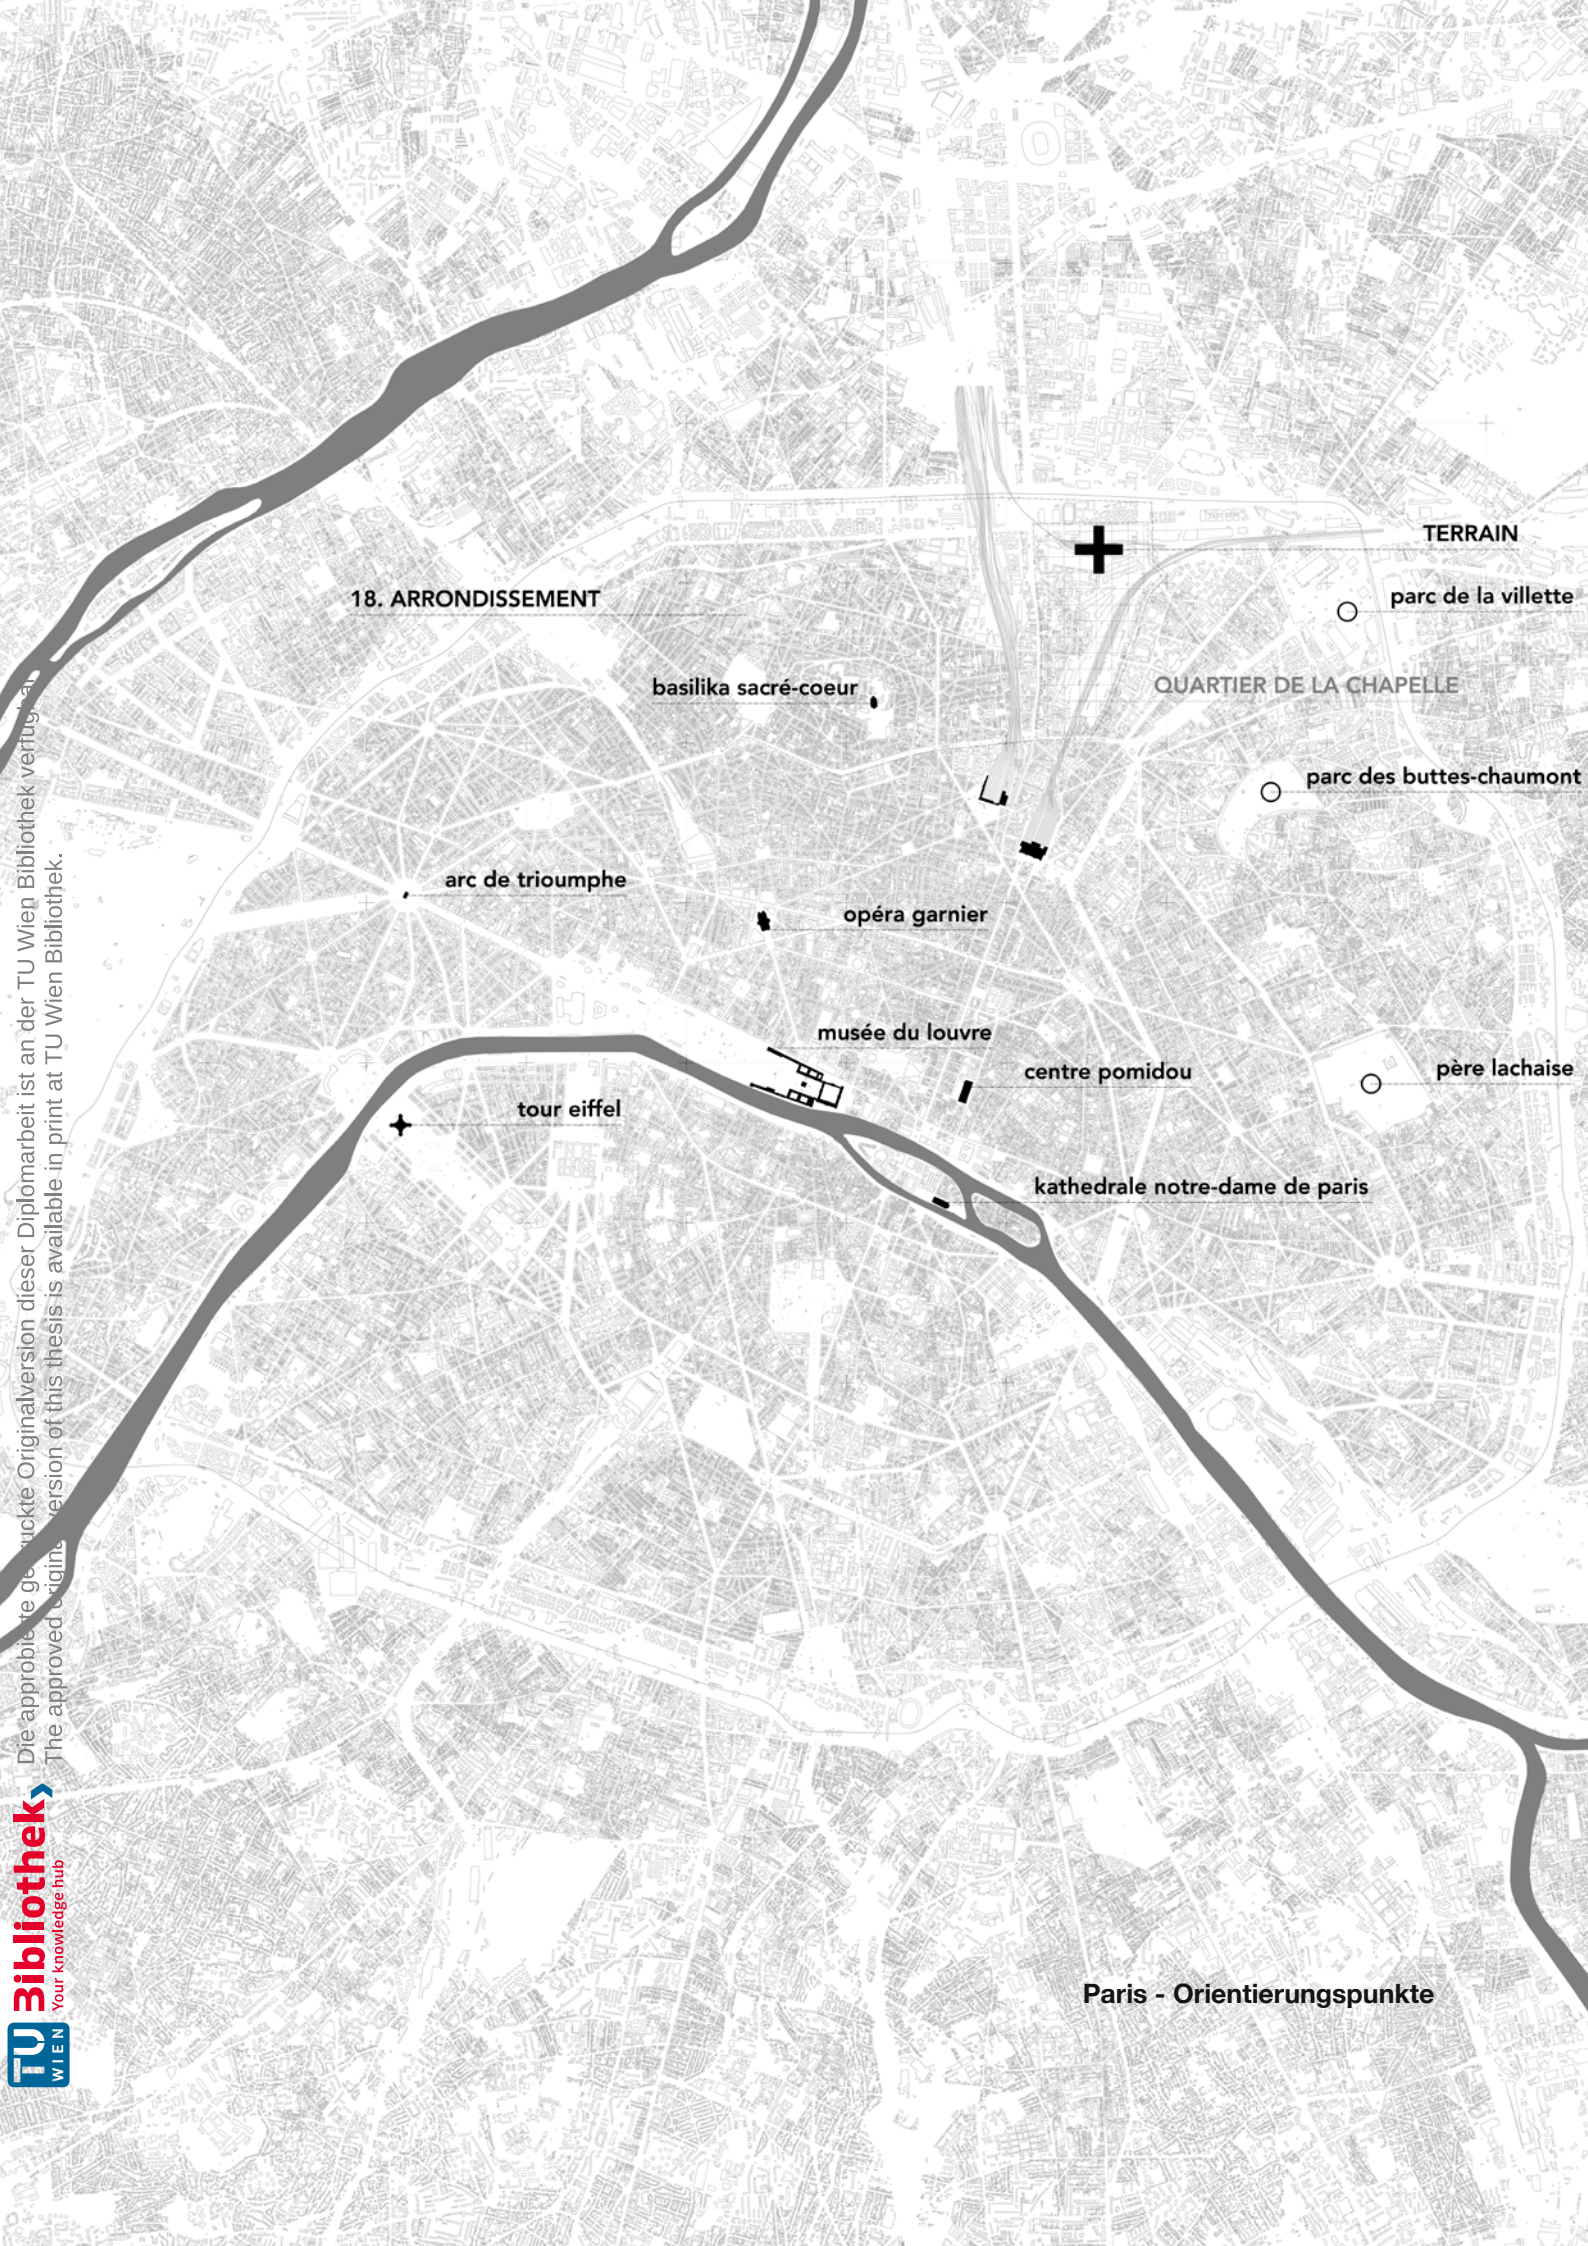 TERRAIN
parc de la villette
18. ARRONDISSEMENT
basilika sacré-coeur
QUARTIER DE LA CHAPELLE
parc des buttes-chaumont
arc de trioumphe
opéra garnier
musée du louvre
centre pomidou
père lachaise
tour eiffel
kathedrale notre-dame de paris
Paris - Orientierungspunkte
Die approbierte gedruckte Originalversion dieser Diplomarbeit ist an der TU Wien Bibliothek verfügbar
The approved original version of this thesis is available in print at TU Wien Bibliothek.
Bibliothek
Your knowledge hub
TU
WIEN